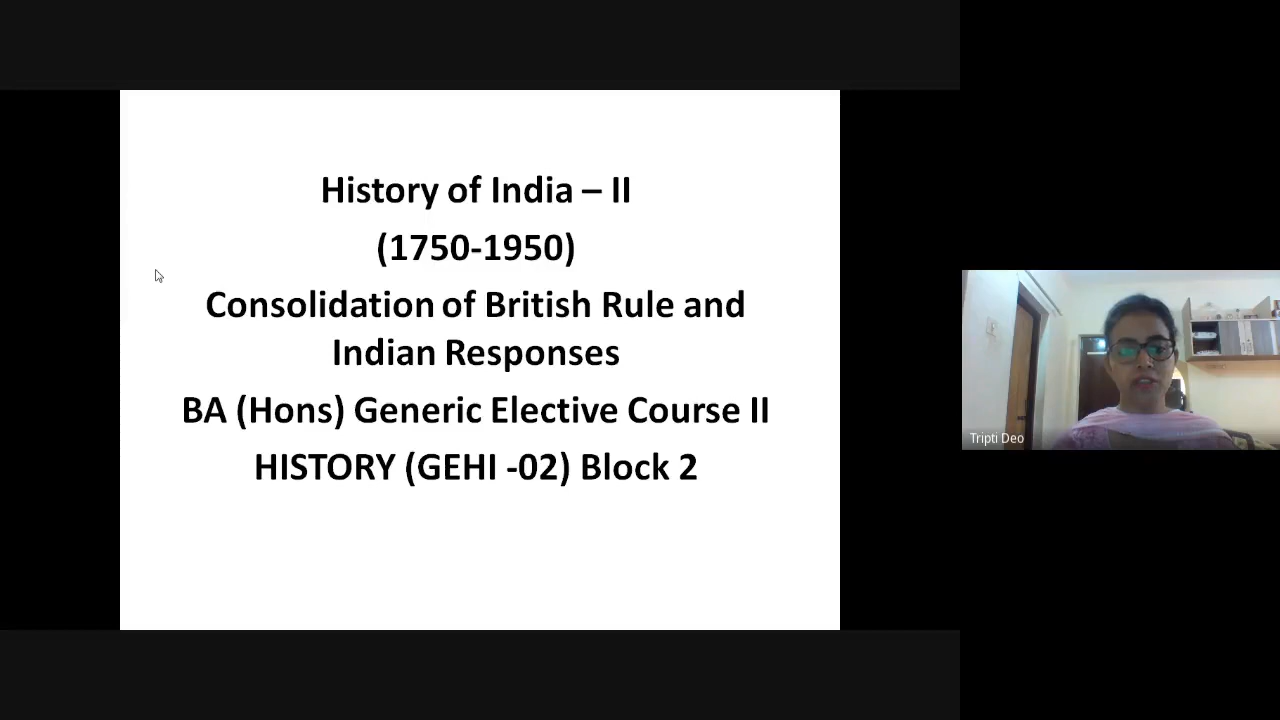 History of India – II
(1750-1950)
Consolidation of British Rule and
Indian Responses
BA (Hons) Generic Elective Course II
HISTORY (GEHI -02) Block 2
Tripti Deo